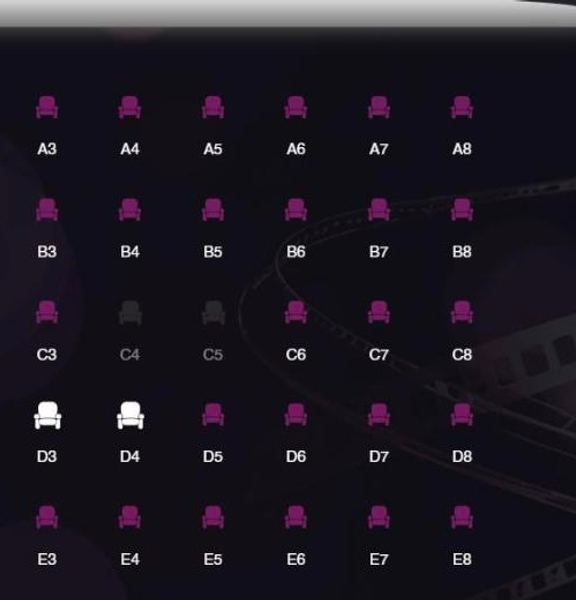 A3 A4 A5 A6 A7 A8
B3 B4 B5 B6 B7 B8
C3 C4 C5 C6 C7 C8
D3 D4 D5 D6 D7 D8
E3 E4 E5 E6 E7 E8